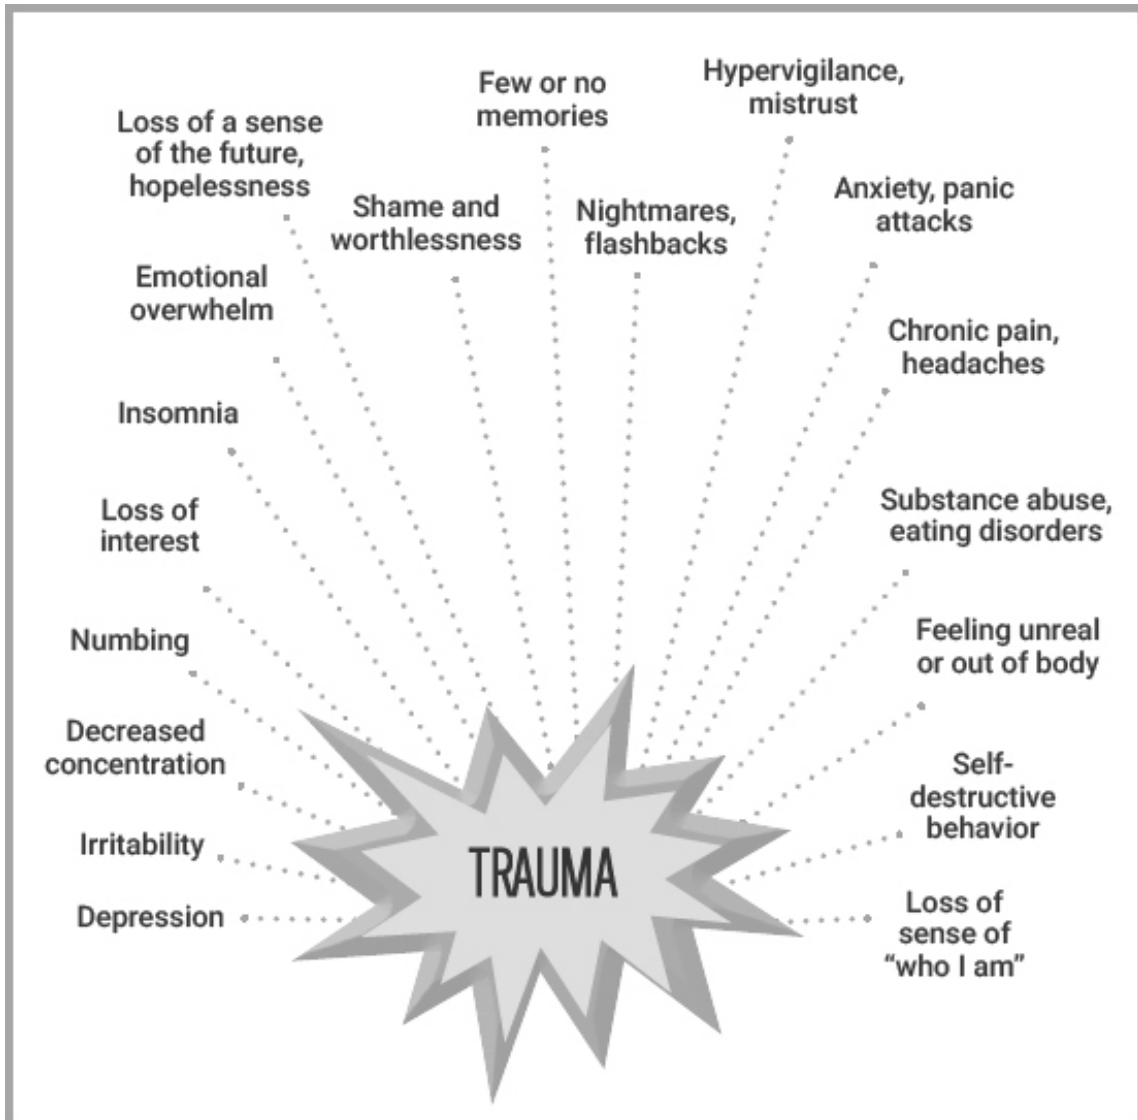 Few or no
memories
Hypervigilance,
mistrust
Loss of a sense
of the future,
hopelessness
Shame and
worthlessness
Nightmares,
flashbacks
Anxiety, panic
attacks
Emotional
overwhelm
Chronic pain,
headaches
Insomnia
Loss of
interest
Substance abuse,
eating disorders
Numbing
Feeling unreal
or out of body
Decreased
concentration
Self-
destructive
behavior
Irritability
TRAUMA
Depression
Loss of
sense of
“who I am”